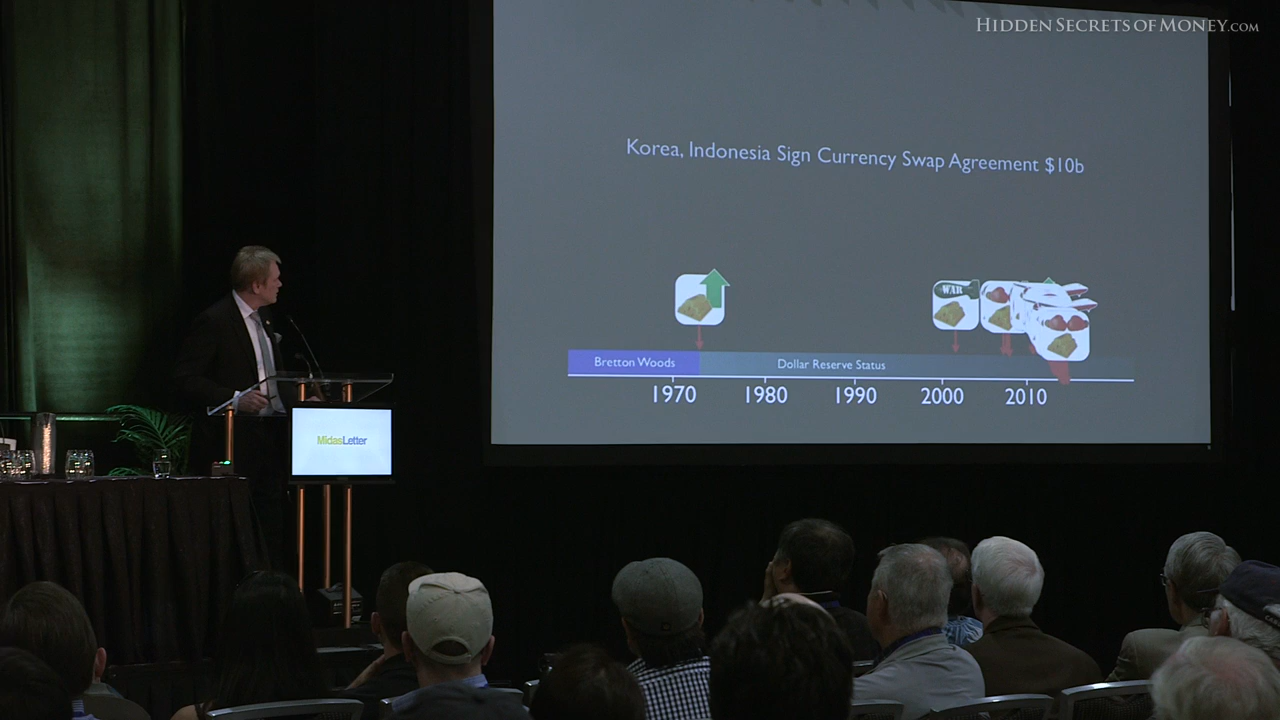 HIDDEN SECRETS OF MONEY.COM
Korea, Indonesia Sign Currency Swap Agreement $10b
WAR
Bretton Woods
Dollar Reserve Status
1970 1980 1990 2000 2010
MidasLetter